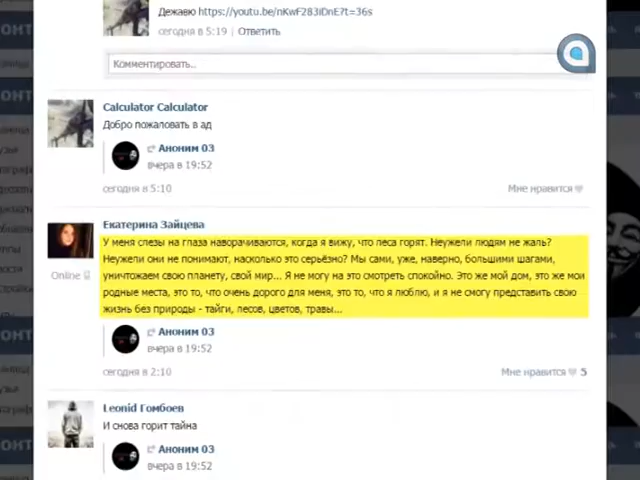 Дежавю https://youtu.be/nKwF283iDnE?t=36s
сегодня в 5:19 | Ответить
Комментировать..
Calculator Calculator
Добро пожаловать в ад
Аноним 03
вчера в 19:52
сегодня в 5:10
Мне нравится
Екатерина Зайцева
У меня слезы на глаза наворачиваются, когда я вижу, что леса горят. Неужели людям не жаль?
Неужели они не понимают, насколько это серьёзно? Мы сами, уже, наверно, большими шагами,
уничтожаем свою планету, свой мир... Я не могу на это смотреть спокойно. Это же мой дом, это же мои
родные места, это то, что очень дорого для меня, это то, что я люблю, и я не смогу представить свою
жизнь без природы - тайги, лесов, цветов, травы...
Online
Аноним 03
вчера в 19:52
сегодня в 2:10
Мне нравится 5
Leonid Гомбоев
И снова горит тайна
Аноним 03
вчера в 19:52